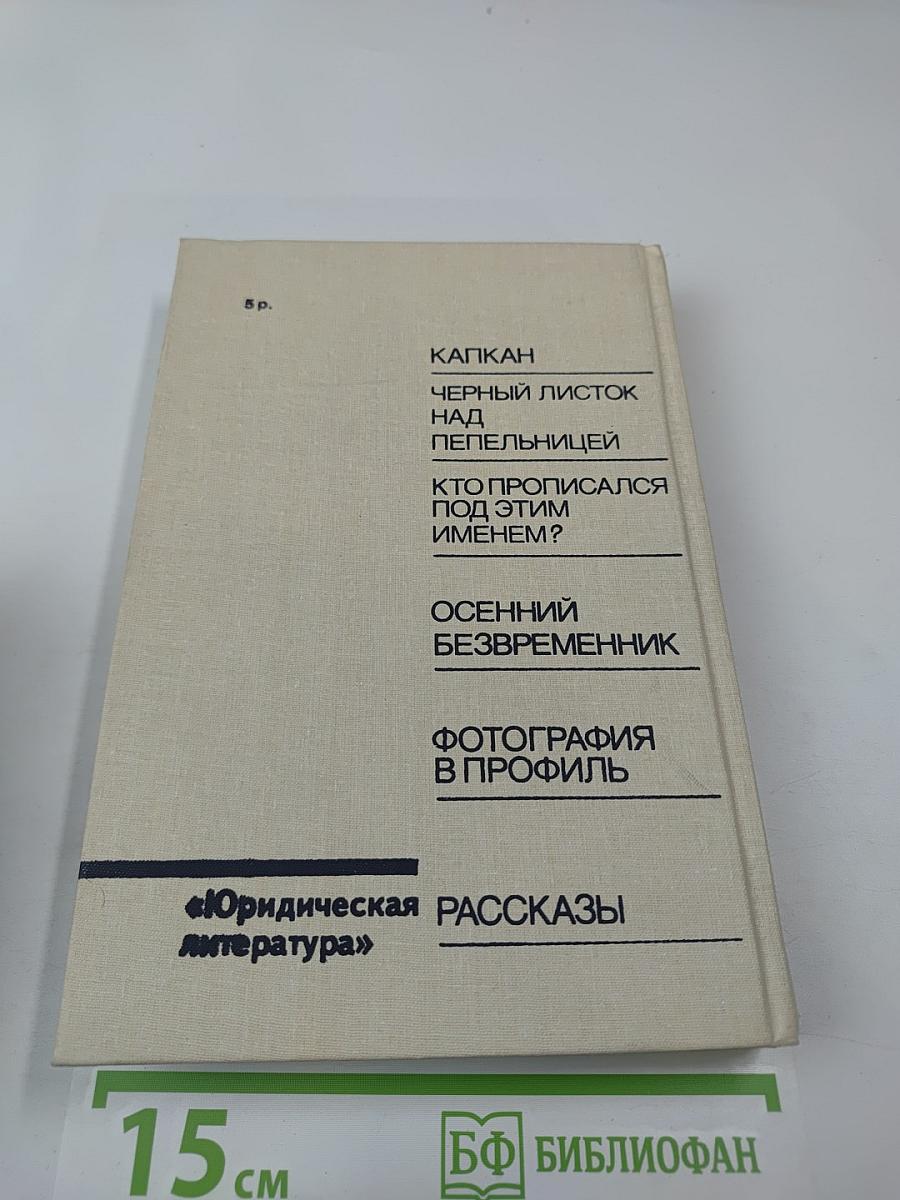 5 р.
КАПКАН
ЧЕРНЫЙ ЛИСТОК
НАД
ПЕПЕЛЬНИЦЕЙ
КТО ПРОПИСАЛСЯ
ПОД ЭТИМ
ИМЕНЕМ?
ОСЕННИЙ
БЕЗВРЕМЕННИК
ФОТОГРАФИЯ
В ПРОФИЛЬ
РАССКАЗЫ
«Юридическая
литература»
15 см
БФ БИБЛИОФАН